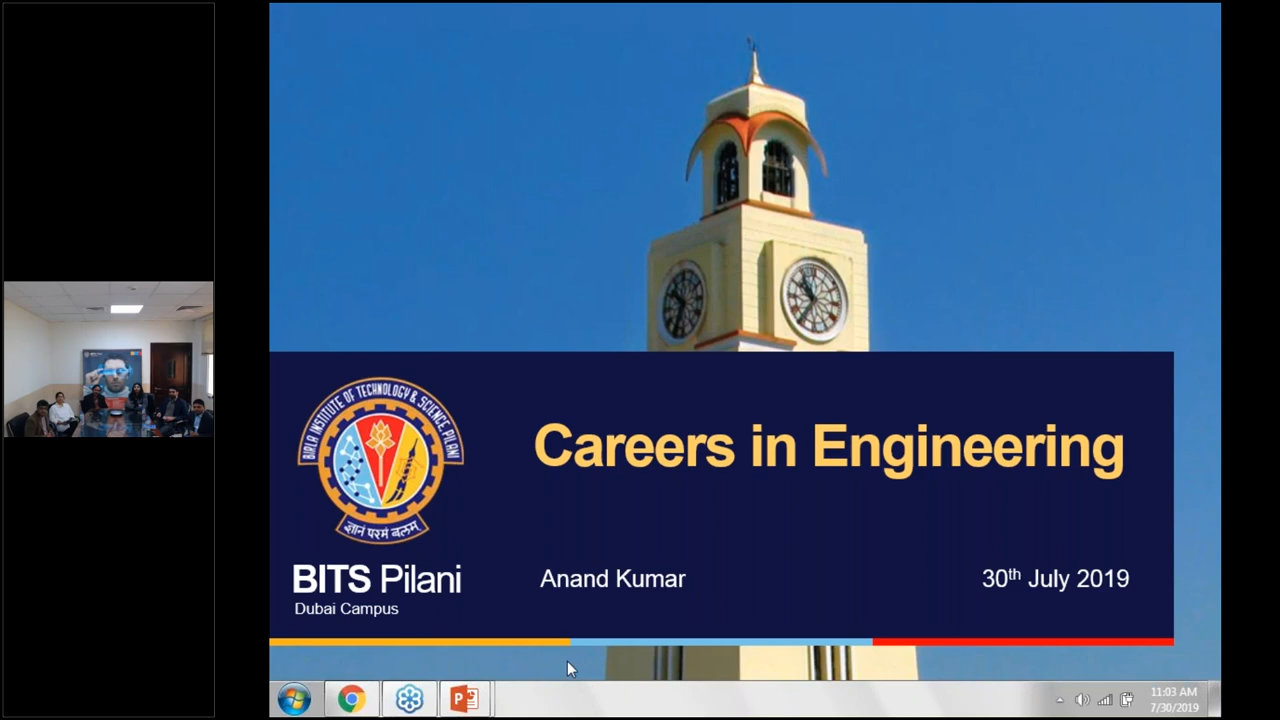 Careers in Engineering
BIRLA INSTITUTE OF TECHNOLOGY & SCIENCE, PILANI
ज्ञानं परमं बलम्
BITS Pilani
Dubai Campus
Anand Kumar
30th July 2019
11:03 AM
7/30/2019